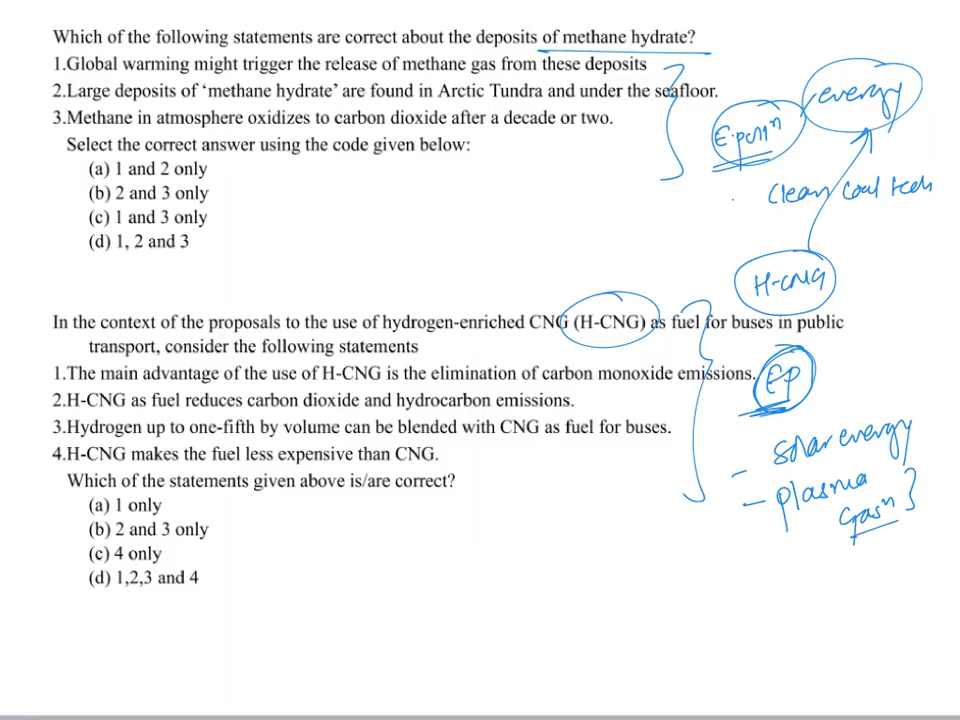 Which of the following statements are correct about the deposits of methane hydrate?
1.Global warming might trigger the release of methane gas from these deposits
2.Large deposits of ‘methane hydrate’ are found in Arctic Tundra and under the seafloor.
3.Methane in atmosphere oxidizes to carbon dioxide after a decade or two.
Select the correct answer using the code given below:
(a) 1 and 2 only
(b) 2 and 3 only
(c) 1 and 3 only
(d) 1, 2 and 3
energy
Clean Coal tech
H-CNG
In the context of the proposals to the use of hydrogen-enriched CNG (H-CNG) as fuel for buses in public
transport, consider the following statements
1.The main advantage of the use of H-CNG is the elimination of carbon monoxide emissions.
EP
2.H-CNG as fuel reduces carbon dioxide and hydrocarbon emissions.
3.Hydrogen up to one-fifth by volume can be blended with CNG as fuel for buses.
4.H-CNG makes the fuel less expensive than CNG.
Which of the statements given above is/are correct?
(a) 1 only
(b) 2 and 3 only
(c) 4 only
(d) 1,2,3 and 4
- Solar energy
- plasma